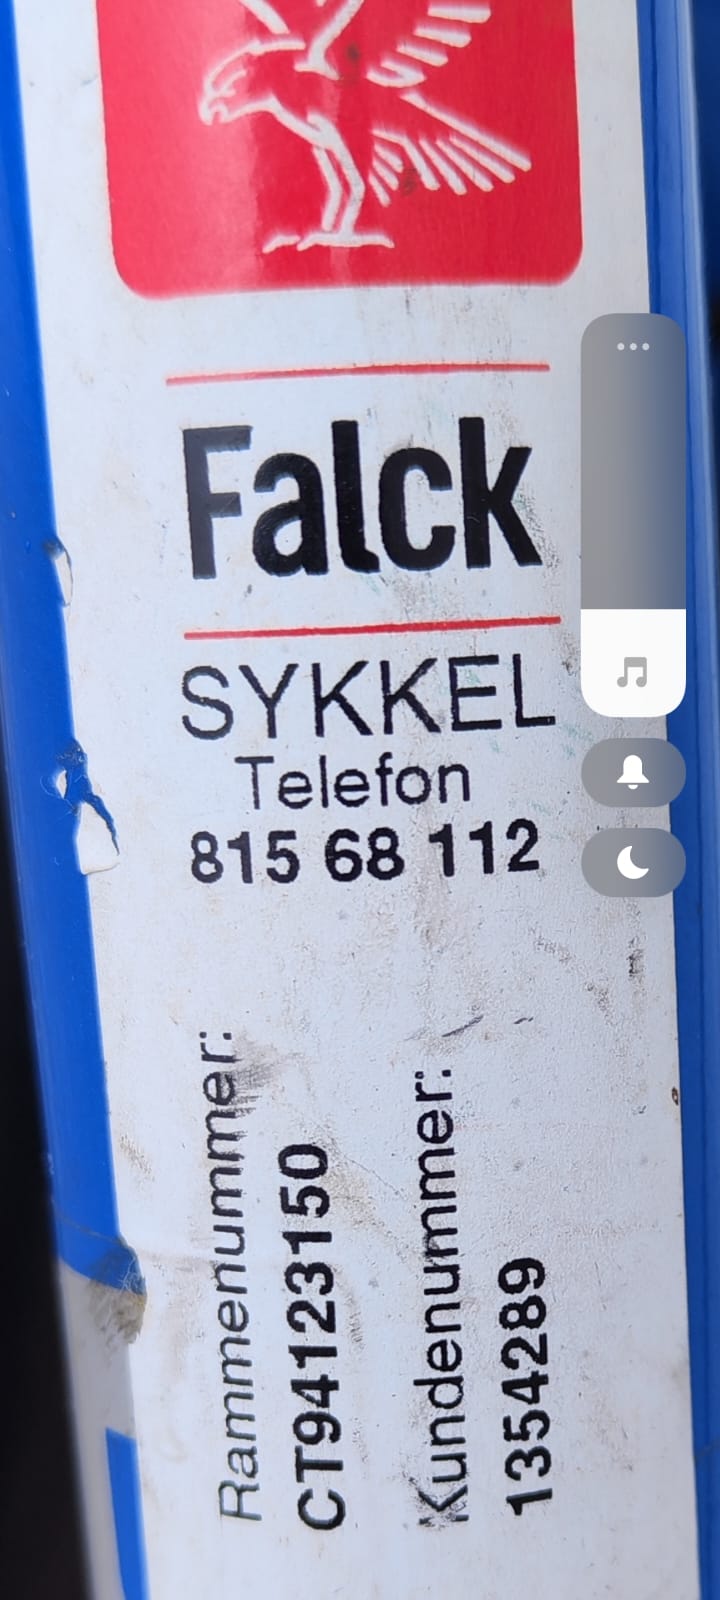 Falck
SYKKEL
Telefon
815 68 112
Rammenummer:
CT94123150
Kundenummer:
1354289